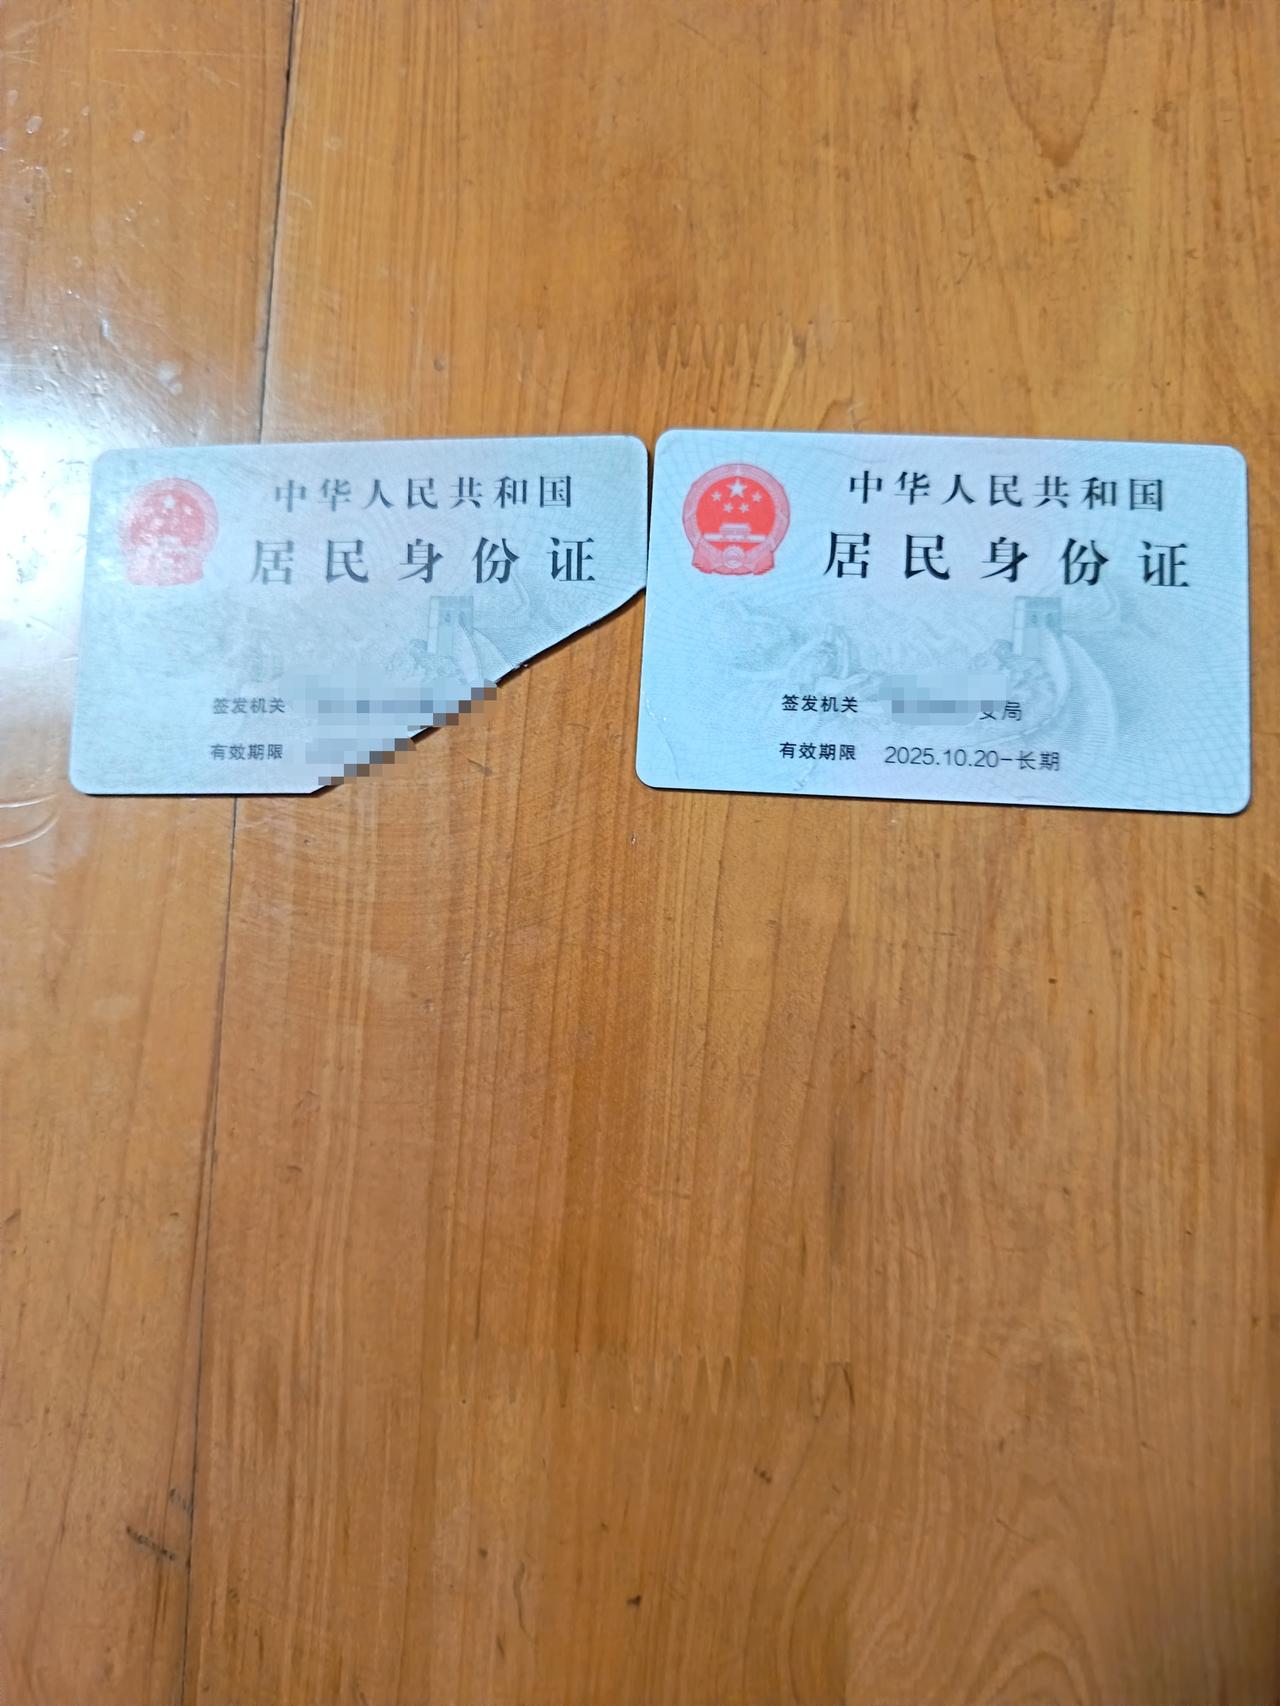 中华人民共和国
居民身份证
签发机关
有效期限
中华人民共和国
居民身份证
签发机关 安局
有效期限 2025.10.20-长期